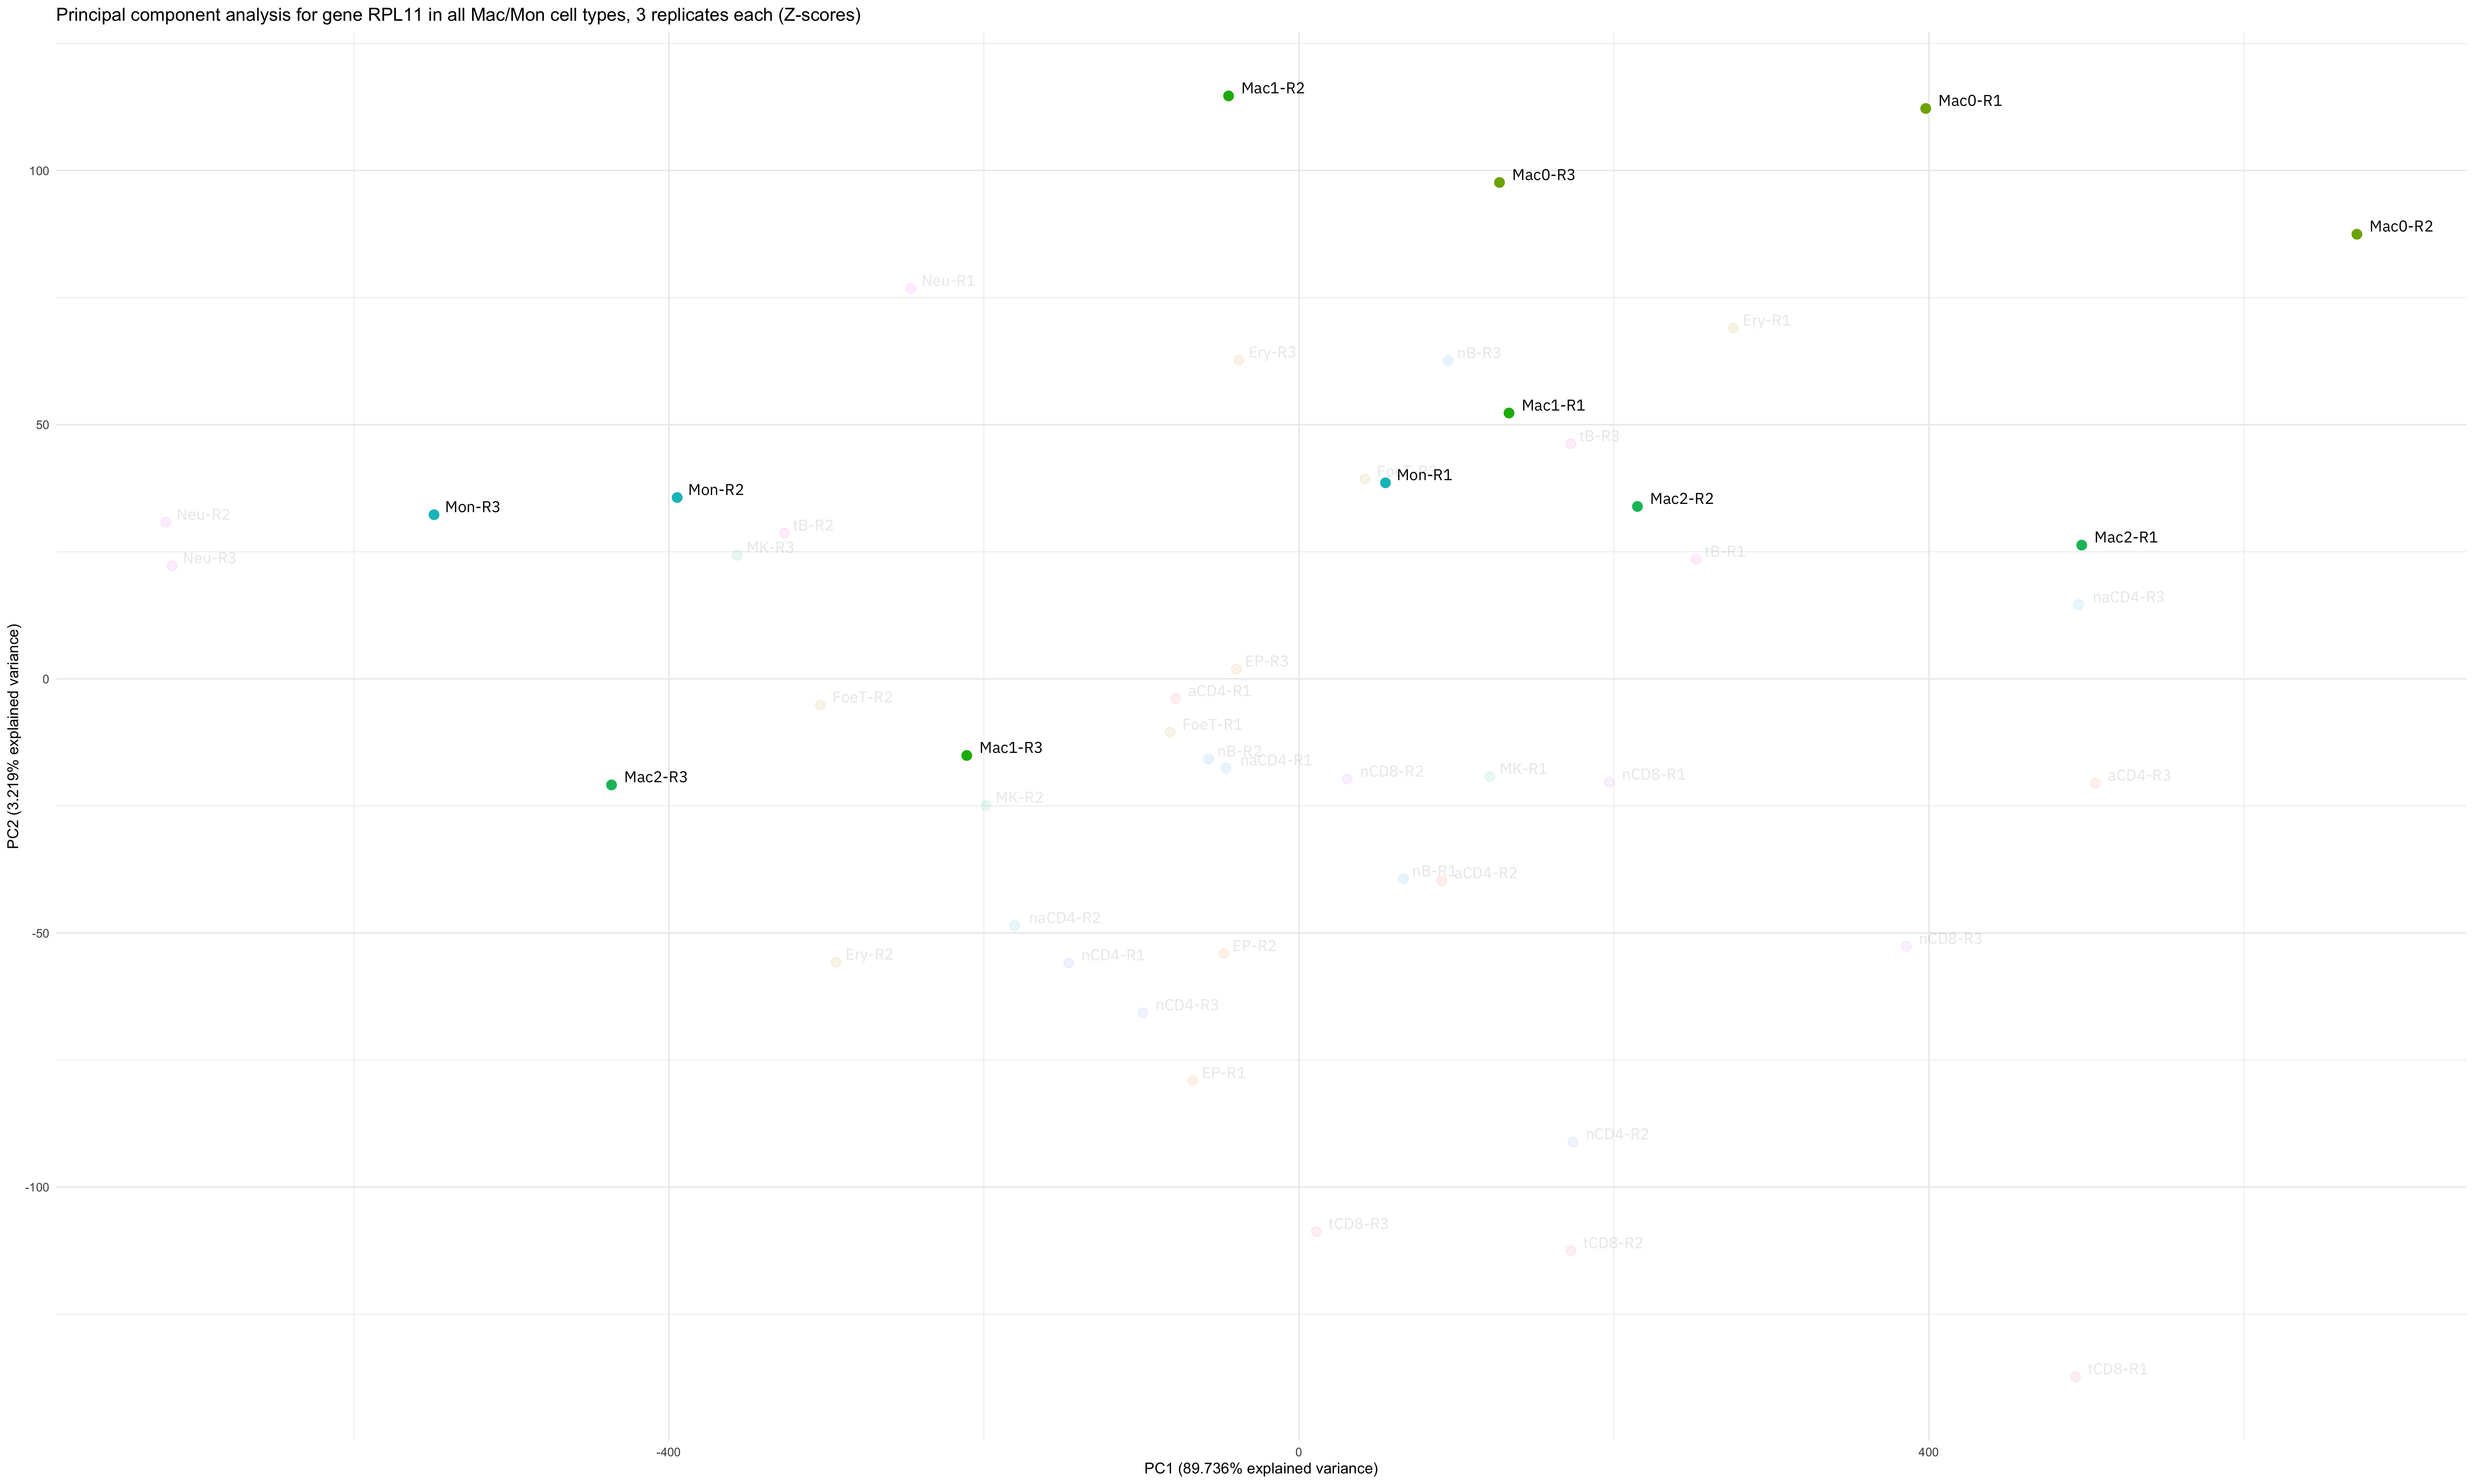 Principal component analysis for gene RPL11 in all Mac/Mon cell types, 3 replicates each (Z-scores)
Mac1-R2
Mac0-R1
100
Mac0-R3
Mac0-R2
Neu-R1
Ery-R1
Ery-R3
nB-R3
Mac1-R1
50
tB-R3
Mon-R1
Mon-R2
Mac2-R2
Mon-R3
Neu-R2
tB-R2
Mac2-R1
MK-R3
tB-R1
Neu-R3
naCD4-R3
0
EP-R3
aCD4-R1
FoeT-R2
FoeT-R1
Mac1-R3
nB-R2
naCD4-R1
Mac2-R3
nCD8-R2
MK-R1
nCD8-R1
aCD4-R3
MK-R2
nB-R1
aCD4-R2
naCD4-R2
-50
nCD8-R3
Ery-R2
nCD4-R1
EP-R2
nCD4-R3
EP-R1
nCD4-R2
-100
tCD8-R3
tCD8-R2
tCD8-R1
-400
0
400
PC1 (89.736% explained variance)
PC2 (3.219% explained variance)